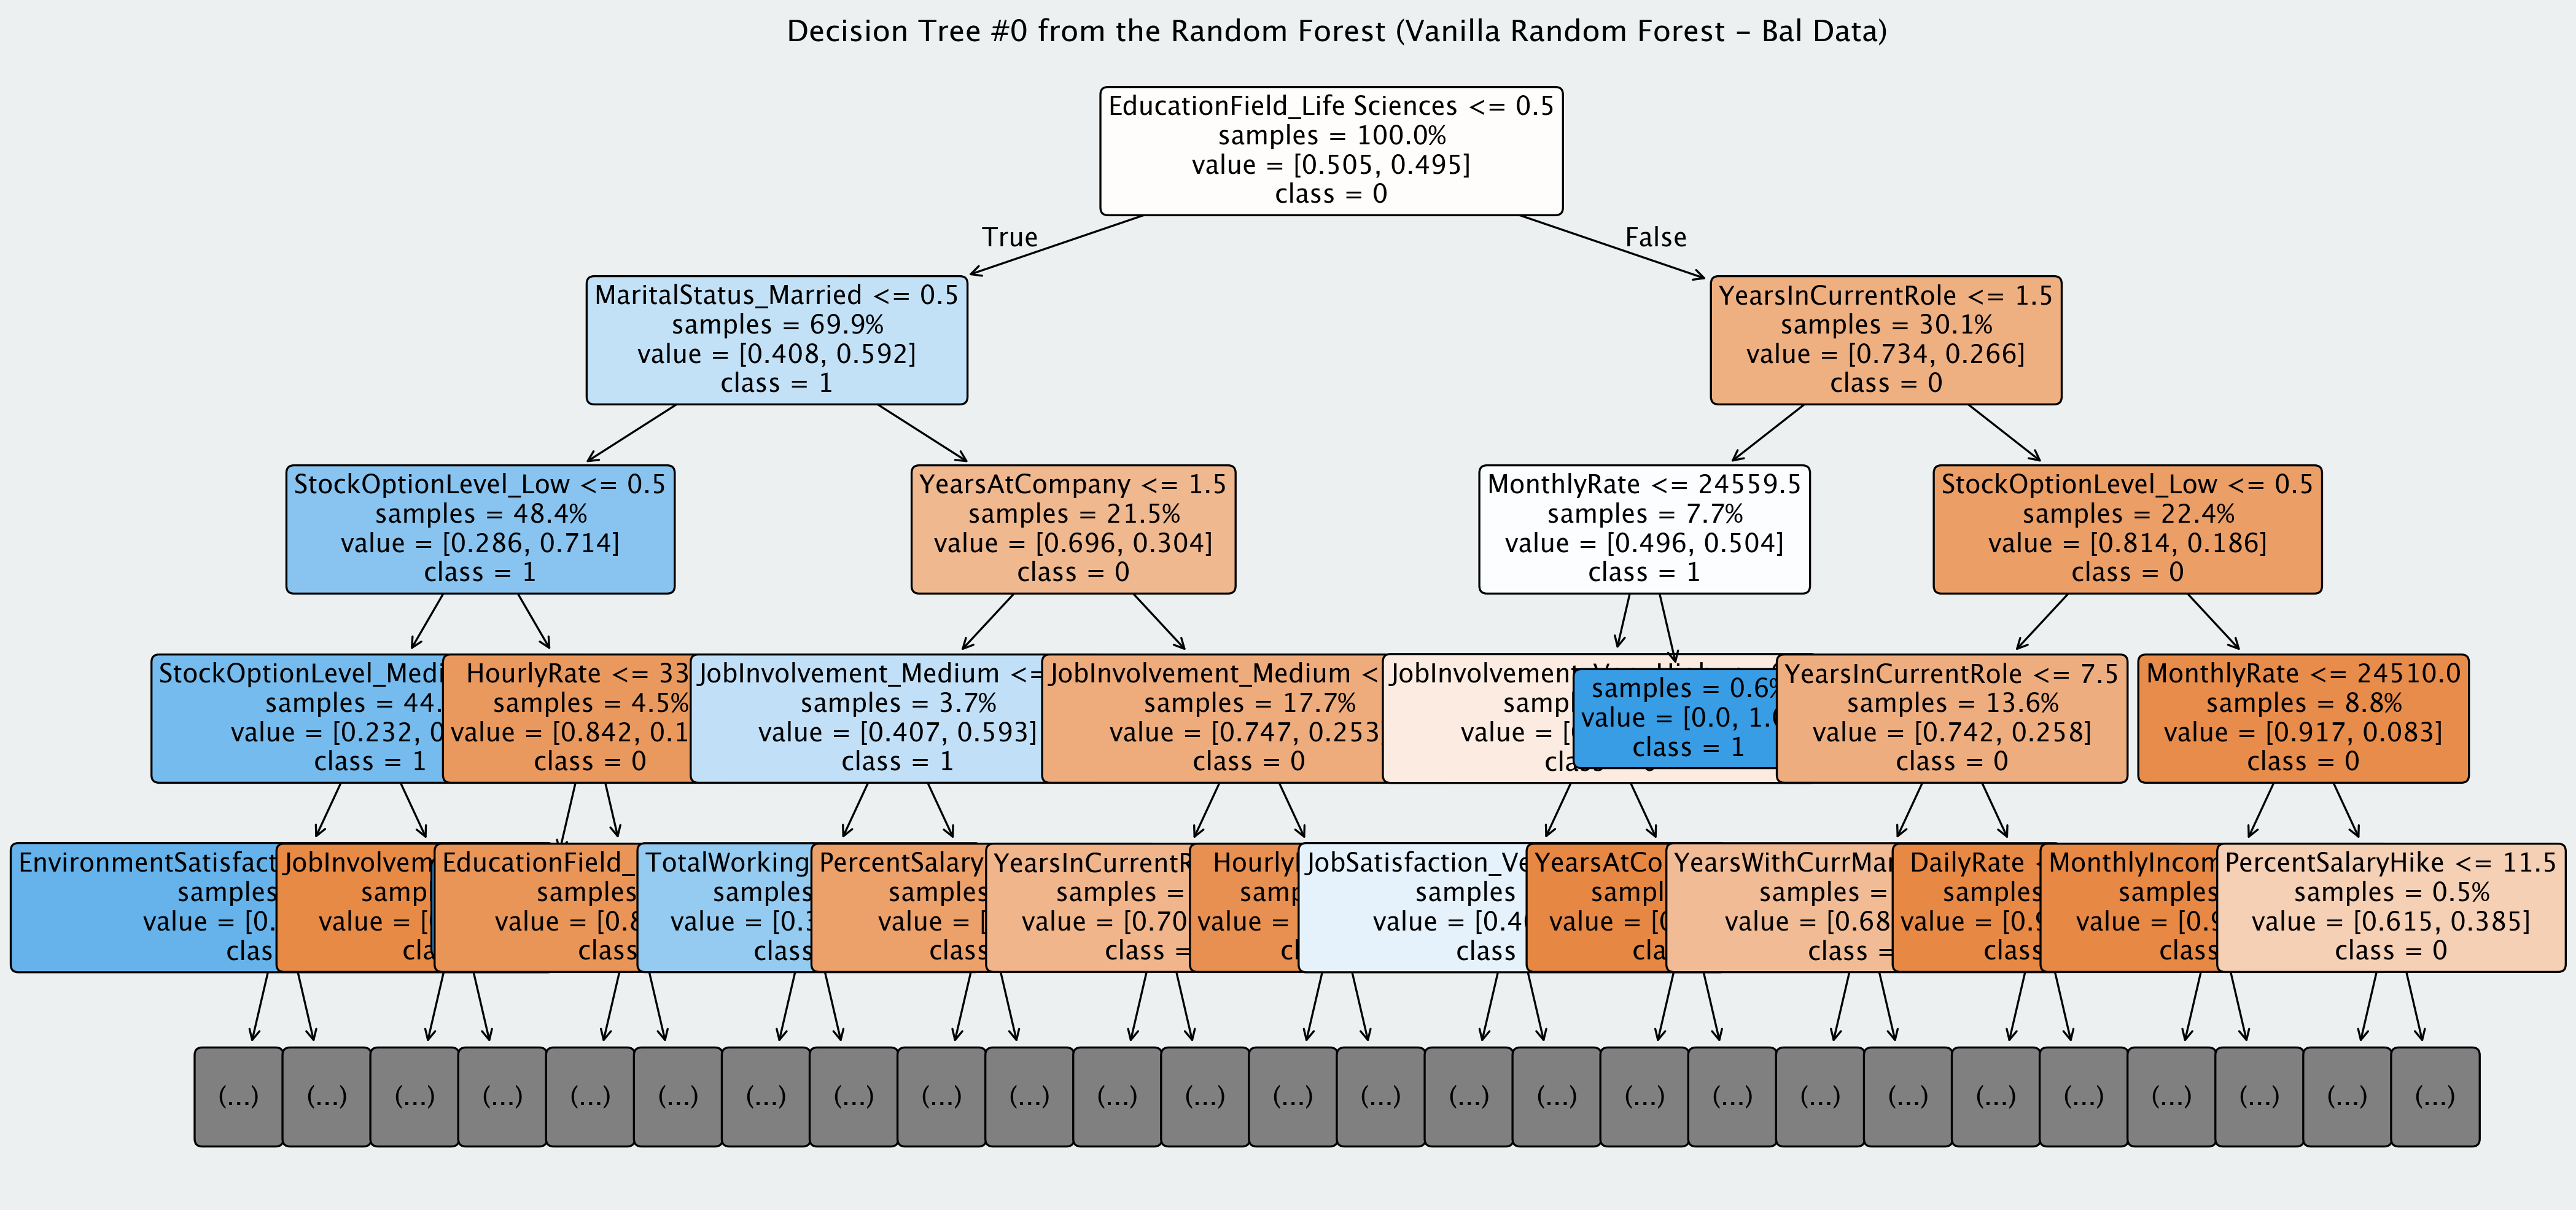 Decision Tree #0 from the Random Forest (Vanilla Random Forest - Bal Data)
EducationField_Life Sciences <= 0.5
samples = 100.0%
value = [0.505, 0.495]
class = 0
True
False
MaritalStatus_Married <= 0.5
samples = 69.9%
value = [0.408, 0.592]
class = 1
YearsInCurrentRole <= 1.5
samples = 30.1%
value = [0.734, 0.266]
class = 0
StockOptionLevel_Low <= 0.5
samples = 48.4%
value = [0.286, 0.714]
class = 1
YearsAtCompany <= 1.5
samples = 21.5%
value = [0.696, 0.304]
class = 0
MonthlyRate <= 24559.5
samples = 7.7%
value = [0.496, 0.504]
class = 1
StockOptionLevel_Low <= 0.5
samples = 22.4%
value = [0.814, 0.186]
class = 0
StockOptionLevel_Medi
samples = 44.
value = [0.232, 0
class = 1
HourlyRate <= 33
samples = 4.5%
value = [0.842, 0.1
class = 0
JobInvolvement_Medium <=
samples = 3.7%
value = [0.407, 0.593]
class = 1
JobInvolvement_Medium <
samples = 17.7%
value = [0.747, 0.253
class = 0
JobInvolvement
samp
value = [
samples = 0.6%
value = [0.0, 1.
class = 1
YearsInCurrentRole <= 7.5
samples = 13.6%
value = [0.742, 0.258]
class = 0
MonthlyRate <= 24510.0
samples = 8.8%
value = [0.917, 0.083]
class = 0
EnvironmentSatisfact
samples
value = [0.
clas
JobInvolvem
samp
value = [
cla
EducationField_
samples
value = [0.8
class
TotalWorking
samples
value = [0.3
class
PercentSalary
samples
value = [
class
YearsInCurrentR
samples =
value = [0.70
class =
Hourly
samp
value =
cl
JobSatisfaction_Ve
samples
value = [0.4
class
YearsAtCo
sampl
value = [
cla
YearsWithCurrMa
samples =
value = [0.68
class =
DailyRate
samples
value = [0.9
class
MonthlyIncom
samples
value = [0.9
class
PercentSalaryHike <= 11.5
samples = 0.5%
value = [0.615, 0.385]
class = 0
(...) (...) (...) (...) (...) (...) (...) (...) (...) (...) (...) (...) (...) (...) (...) (...) (...) (...) (...) (...) (...) (...) (...) (...) (...) (...)